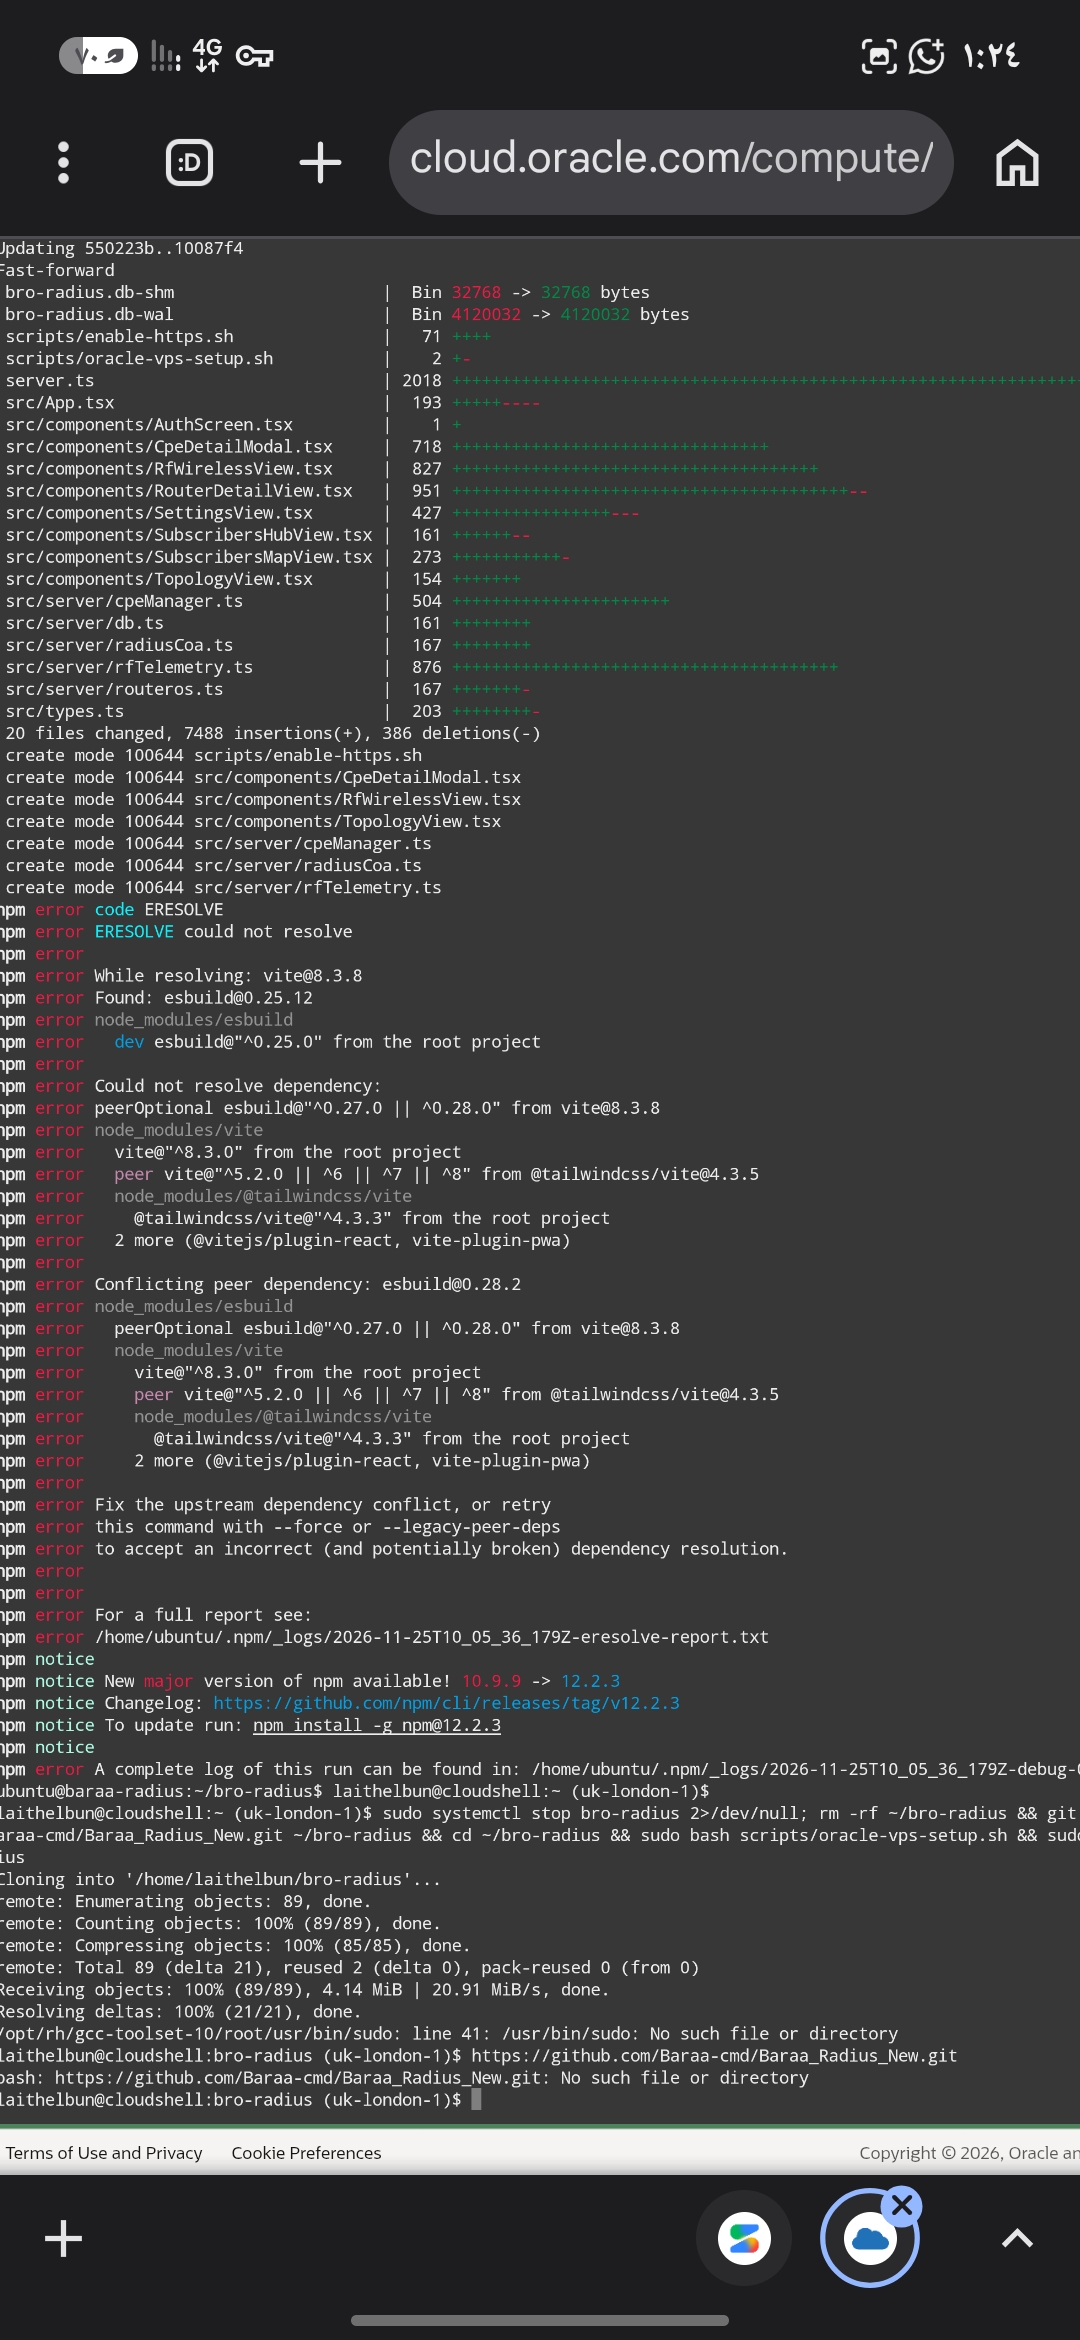 ٧٠
4G
١:٢٤
:D
cloud.oracle.com/compute/
Updating 550223b..10087f4
Fast-forward
bro-radius.db-shm | Bin 32768 -> 32768 bytes
bro-radius.db-wal | Bin 4120032 -> 4120032 bytes
scripts/enable-https.sh | 71 ++++
scripts/oracle-vps-setup.sh | 2 +-
server.ts | 2018 +++++++++++++++++++++++++++++++++++++++++++++++++++++++++++++++
src/App.tsx | 193 +++++----
src/components/AuthScreen.tsx | 1 +
src/components/CpeDetailModal.tsx | 718 ++++++++++++++++++++++++++++++++
src/components/RfWirelessView.tsx | 827 +++++++++++++++++++++++++++++++++++++
src/components/RouterDetailView.tsx | 951 ++++++++++++++++++++++++++++++++++++++++--
src/components/SettingsView.tsx | 427 ++++++++++++++++---
src/components/SubscribersHubView.tsx | 161 ++++++--
src/components/SubscribersMapView.tsx | 273 +++++++++++-
src/components/TopologyView.tsx | 154 +++++++
src/server/cpeManager.ts | 504 ++++++++++++++++++++++
src/server/db.ts | 161 ++++++++
src/server/radiusCoa.ts | 167 ++++++++
src/server/rfTelemetry.ts | 876 +++++++++++++++++++++++++++++++++++++++
src/server/routeros.ts | 167 +++++++-
src/types.ts | 203 ++++++++-
20 files changed, 7488 insertions(+), 386 deletions(-)
create mode 100644 scripts/enable-https.sh
create mode 100644 src/components/CpeDetailModal.tsx
create mode 100644 src/components/RfWirelessView.tsx
create mode 100644 src/components/TopologyView.tsx
create mode 100644 src/server/cpeManager.ts
create mode 100644 src/server/radiusCoa.ts
create mode 100644 src/server/rfTelemetry.ts
npm error code ERESOLVE
npm error ERESOLVE could not resolve
npm error
npm error While resolving: vite@8.3.8
npm error Found: esbuild@0.25.12
npm error node_modules/esbuild
npm error dev esbuild@"^0.25.0" from the root project
npm error
npm error Could not resolve dependency:
npm error peerOptional esbuild@"^0.27.0 || ^0.28.0" from vite@8.3.8
npm error node_modules/vite
npm error vite@"^8.3.0" from the root project
npm error peer vite@"^5.2.0 || ^6 || ^7 || ^8" from @tailwindcss/vite@4.3.5
npm error node_modules/@tailwindcss/vite
npm error @tailwindcss/vite@"^4.3.3" from the root project
npm error 2 more (@vitejs/plugin-react, vite-plugin-pwa)
npm error
npm error Conflicting peer dependency: esbuild@0.28.2
npm error node_modules/esbuild
npm error peerOptional esbuild@"^0.27.0 || ^0.28.0" from vite@8.3.8
npm error node_modules/vite
npm error vite@"^8.3.0" from the root project
npm error peer vite@"^5.2.0 || ^6 || ^7 || ^8" from @tailwindcss/vite@4.3.5
npm error node_modules/@tailwindcss/vite
npm error @tailwindcss/vite@"^4.3.3" from the root project
npm error 2 more (@vitejs/plugin-react, vite-plugin-pwa)
npm error
npm error Fix the upstream dependency conflict, or retry
npm error this command with --force or --legacy-peer-deps
npm error to accept an incorrect (and potentially broken) dependency resolution.
npm error
npm error
npm error For a full report see:
npm error /home/ubuntu/.npm/_logs/2026-11-25T10_05_36_179Z-eresolve-report.txt
npm notice
npm notice New major version of npm available! 10.9.9 -> 12.2.3
npm notice Changelog: https://github.com/npm/cli/releases/tag/v12.2.3
npm notice To update run: npm install -g npm@12.2.3
npm notice
npm error A complete log of this run can be found in: /home/ubuntu/.npm/_logs/2026-11-25T10_05_36_179Z-debug-0
ubuntu@baraa-radius:~/bro-radius$ laithelbun@cloudshell:~ (uk-london-1)$
laithelbun@cloudshell:~ (uk-london-1)$ sudo systemctl stop bro-radius 2>/dev/null; rm -rf ~/bro-radius && git
araa-cmd/Baraa_Radius_New.git ~/bro-radius && cd ~/bro-radius && sudo bash scripts/oracle-vps-setup.sh && sudo
ius
Cloning into '/home/laithelbun/bro-radius'...
remote: Enumerating objects: 89, done.
remote: Counting objects: 100% (89/89), done.
remote: Compressing objects: 100% (85/85), done.
remote: Total 89 (delta 21), reused 2 (delta 0), pack-reused 0 (from 0)
Receiving objects: 100% (89/89), 4.14 MiB | 20.91 MiB/s, done.
Resolving deltas: 100% (21/21), done.
/opt/rh/gcc-toolset-10/root/usr/bin/sudo: line 41: /usr/bin/sudo: No such file or directory
laithelbun@cloudshell:bro-radius (uk-london-1)$ https://github.com/Baraa-cmd/Baraa_Radius_New.git
bash: https://github.com/Baraa-cmd/Baraa_Radius_New.git: No such file or directory
laithelbun@cloudshell:bro-radius (uk-london-1)$
Terms of Use and Privacy Cookie Preferences Copyright © 2026, Oracle an